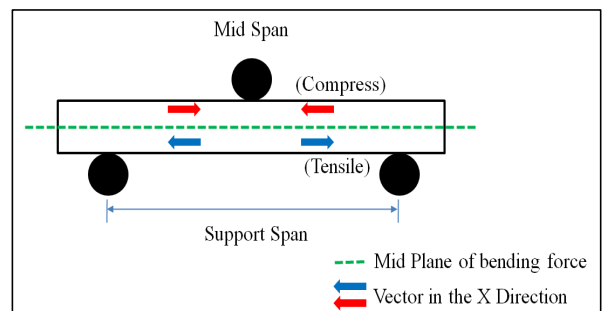 Mid Span
(Compress)
(Tensile)
Support Span
Mid Plane of bending force
Vector in the X Direction